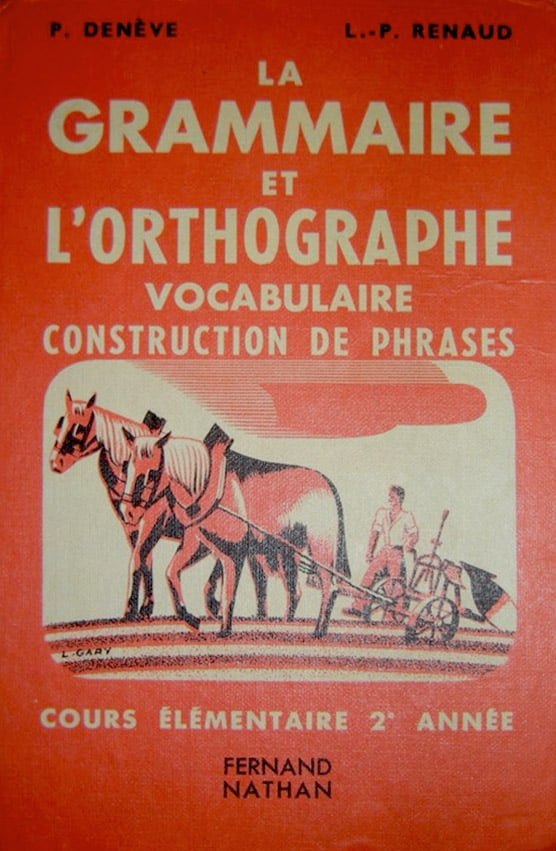 P. DENÈVE L.-P. RENAUD
LA
GRAMMAIRE
ET
L'ORTHOGRAPHE
VOCABULAIRE
CONSTRUCTION DE PHRASES
L-GARY
COURS ÉLÉMENTAIRE 2e ANNÉE
FERNAND
NATHAN